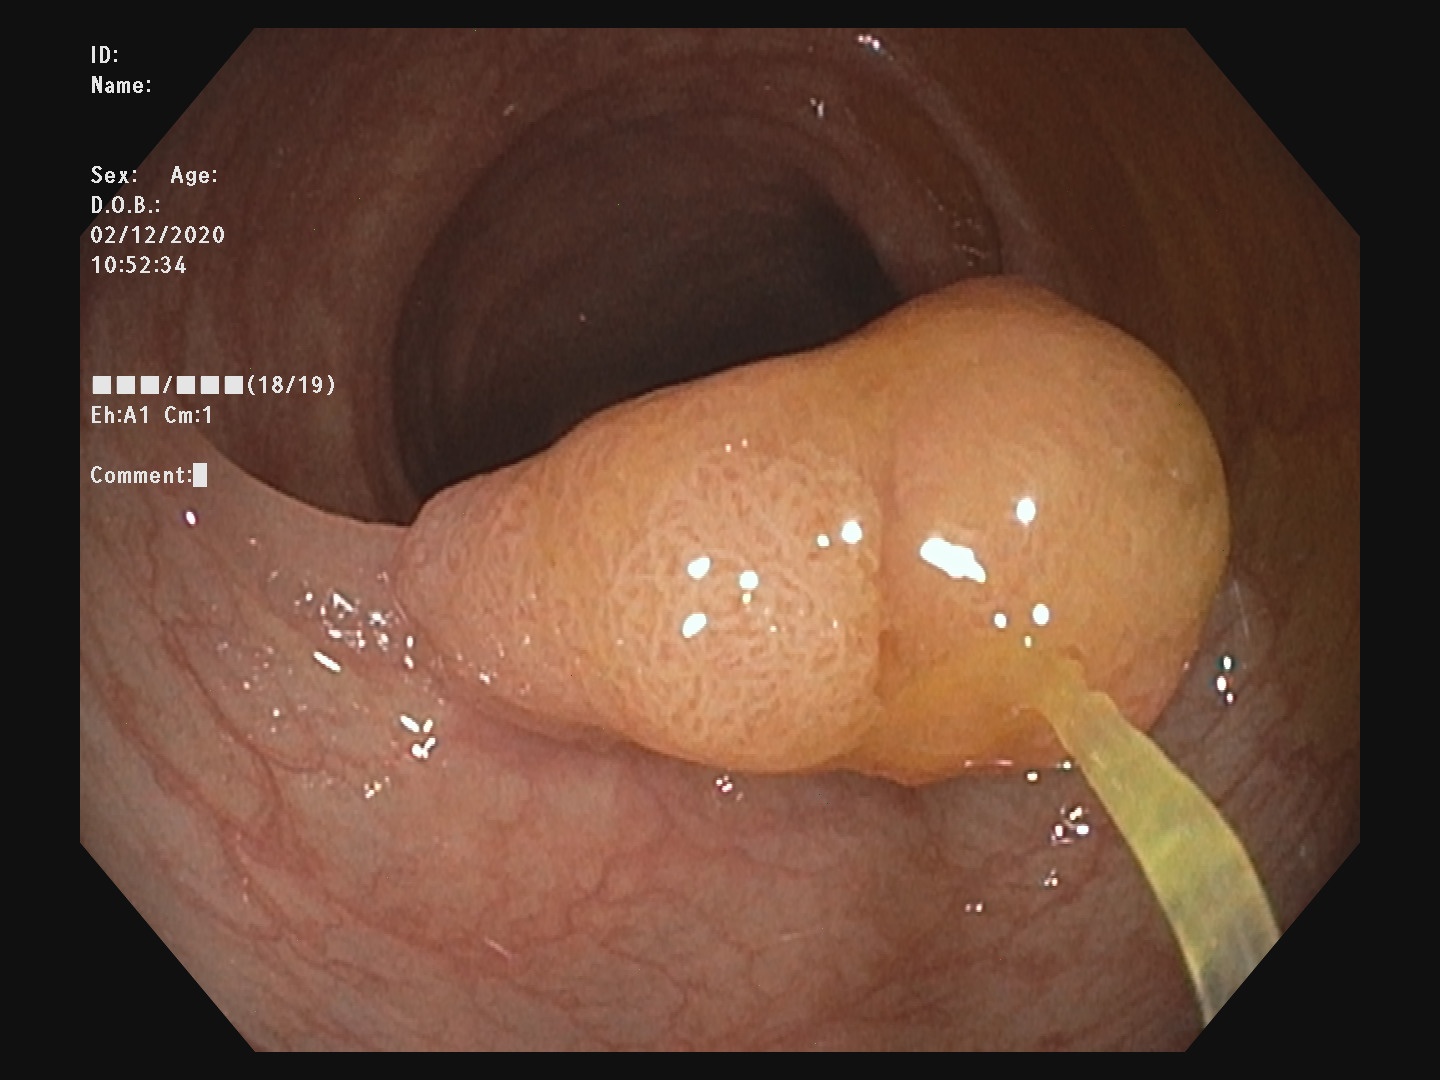 ID:
Name:
Sex: Age:
D.O.B.:
02/12/2020
10:52:34
■■■/■■■(18/19)
Eh:A1 Cm:1
Comment: